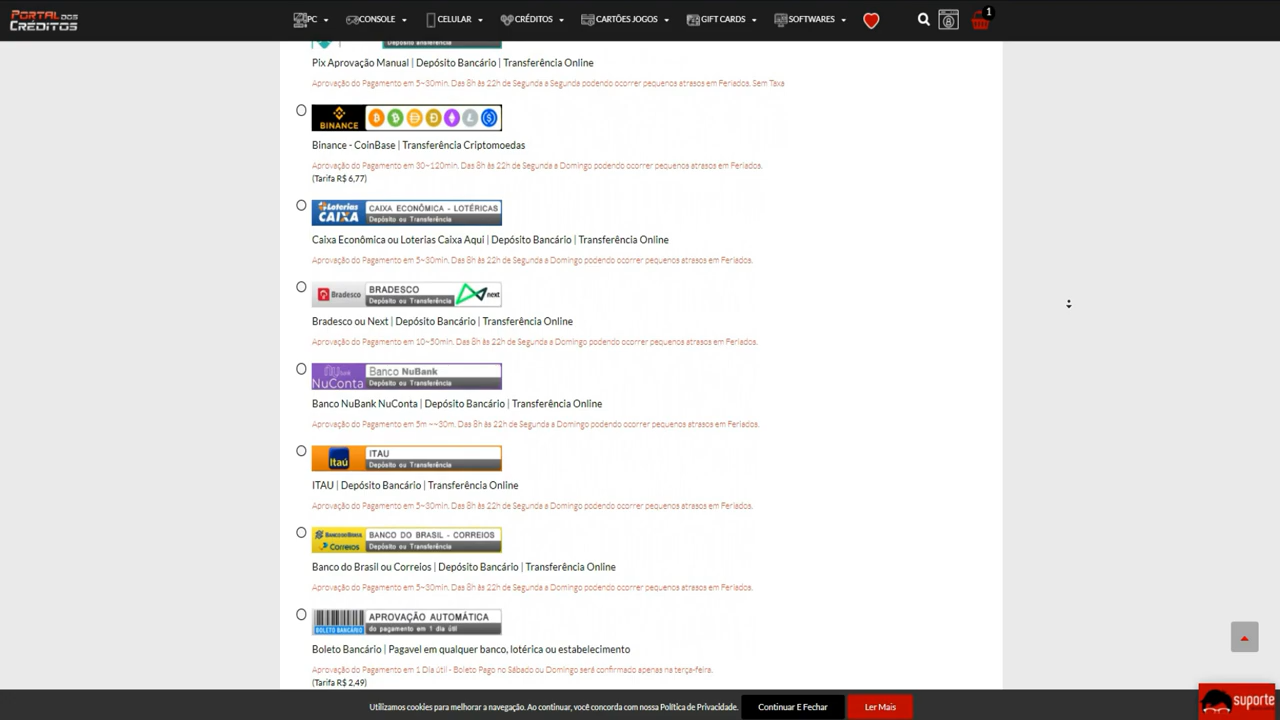 PORTAL DOS CRÉDITOS
PC CONSOLE CELULAR CRÉDITOS CARTÕES JOGOS GIFT CARDS SOFTWARES 1
Pix Aprovação Manual | Depósito Bancário | Transferência Online
Aprovação do Pagamento em 5~30min. Das 8h às 22h de Segunda a Segunda podendo ocorrer pequenos atrasos em Feriados. Sem Taxa
BINANCE
Binance - CoinBase | Transferência Criptomoedas
Aprovação do Pagamento em 30~120min. Das 8h às 22h de Segunda a Domingo podendo ocorrer pequenos atrasos em Feriados.
(Tarifa R$ 6,77)
Loterias CAIXA CAIXA ECONÔMICA - LOTÉRICAS
Depósito ou Transferência
Caixa Econômica ou Loterias Caixa Aqui | Depósito Bancário | Transferência Online
Aprovação do Pagamento em 5~30min. Das 8h às 22h de Segunda a Domingo podendo ocorrer pequenos atrasos em Feriados.
Bradesco BRADESCO next
Depósito ou Transferência
Bradesco ou Next | Depósito Bancário | Transferência Online
Aprovação do Pagamento em 10~50min. Das 8h às 22h de Segunda a Domingo podendo ocorrer pequenos atrasos em Feriados.
NuConta Banco NuBank
Depósito ou Transferência
Banco NuBank NuConta | Depósito Bancário | Transferência Online
Aprovação do Pagamento em 5m ~~30m. Das 8h às 22h de Segunda a Domingo podendo ocorrer pequenos atrasos em Feriados.
Itaú ITAU
Depósito ou Transferência
ITAU | Depósito Bancário | Transferência Online
Aprovação do Pagamento em 5~30min. Das 8h às 22h de Segunda a Domingo podendo ocorrer pequenos atrasos em Feriados.
BANCO DO BRASIL Correios BANCO DO BRASIL - CORREIOS
Depósito ou Transferência
Banco do Brasil ou Correios | Depósito Bancário | Transferência Online
Aprovação do Pagamento em 5~30min. Das 8h às 22h de Segunda a Domingo podendo ocorrer pequenos atrasos em Feriados.
BOLETO BANCÁRIO APROVAÇÃO AUTOMÁTICA
do pagamento em 1 dia útil
Boleto Bancário | Pagavel em qualquer banco, lotérica ou estabelecimento
Aprovação do Pagamento em 1 Dia útil - Boleto Pago no Sábado ou Domingo será confirmado apenas na terça-feira.
(Tarifa R$ 2,49)
Utilizamos cookies para melhorar a navegação. Ao continuar, você concorda com nossa Política de Privacidade. Continuar E Fechar Ler Mais
suporte